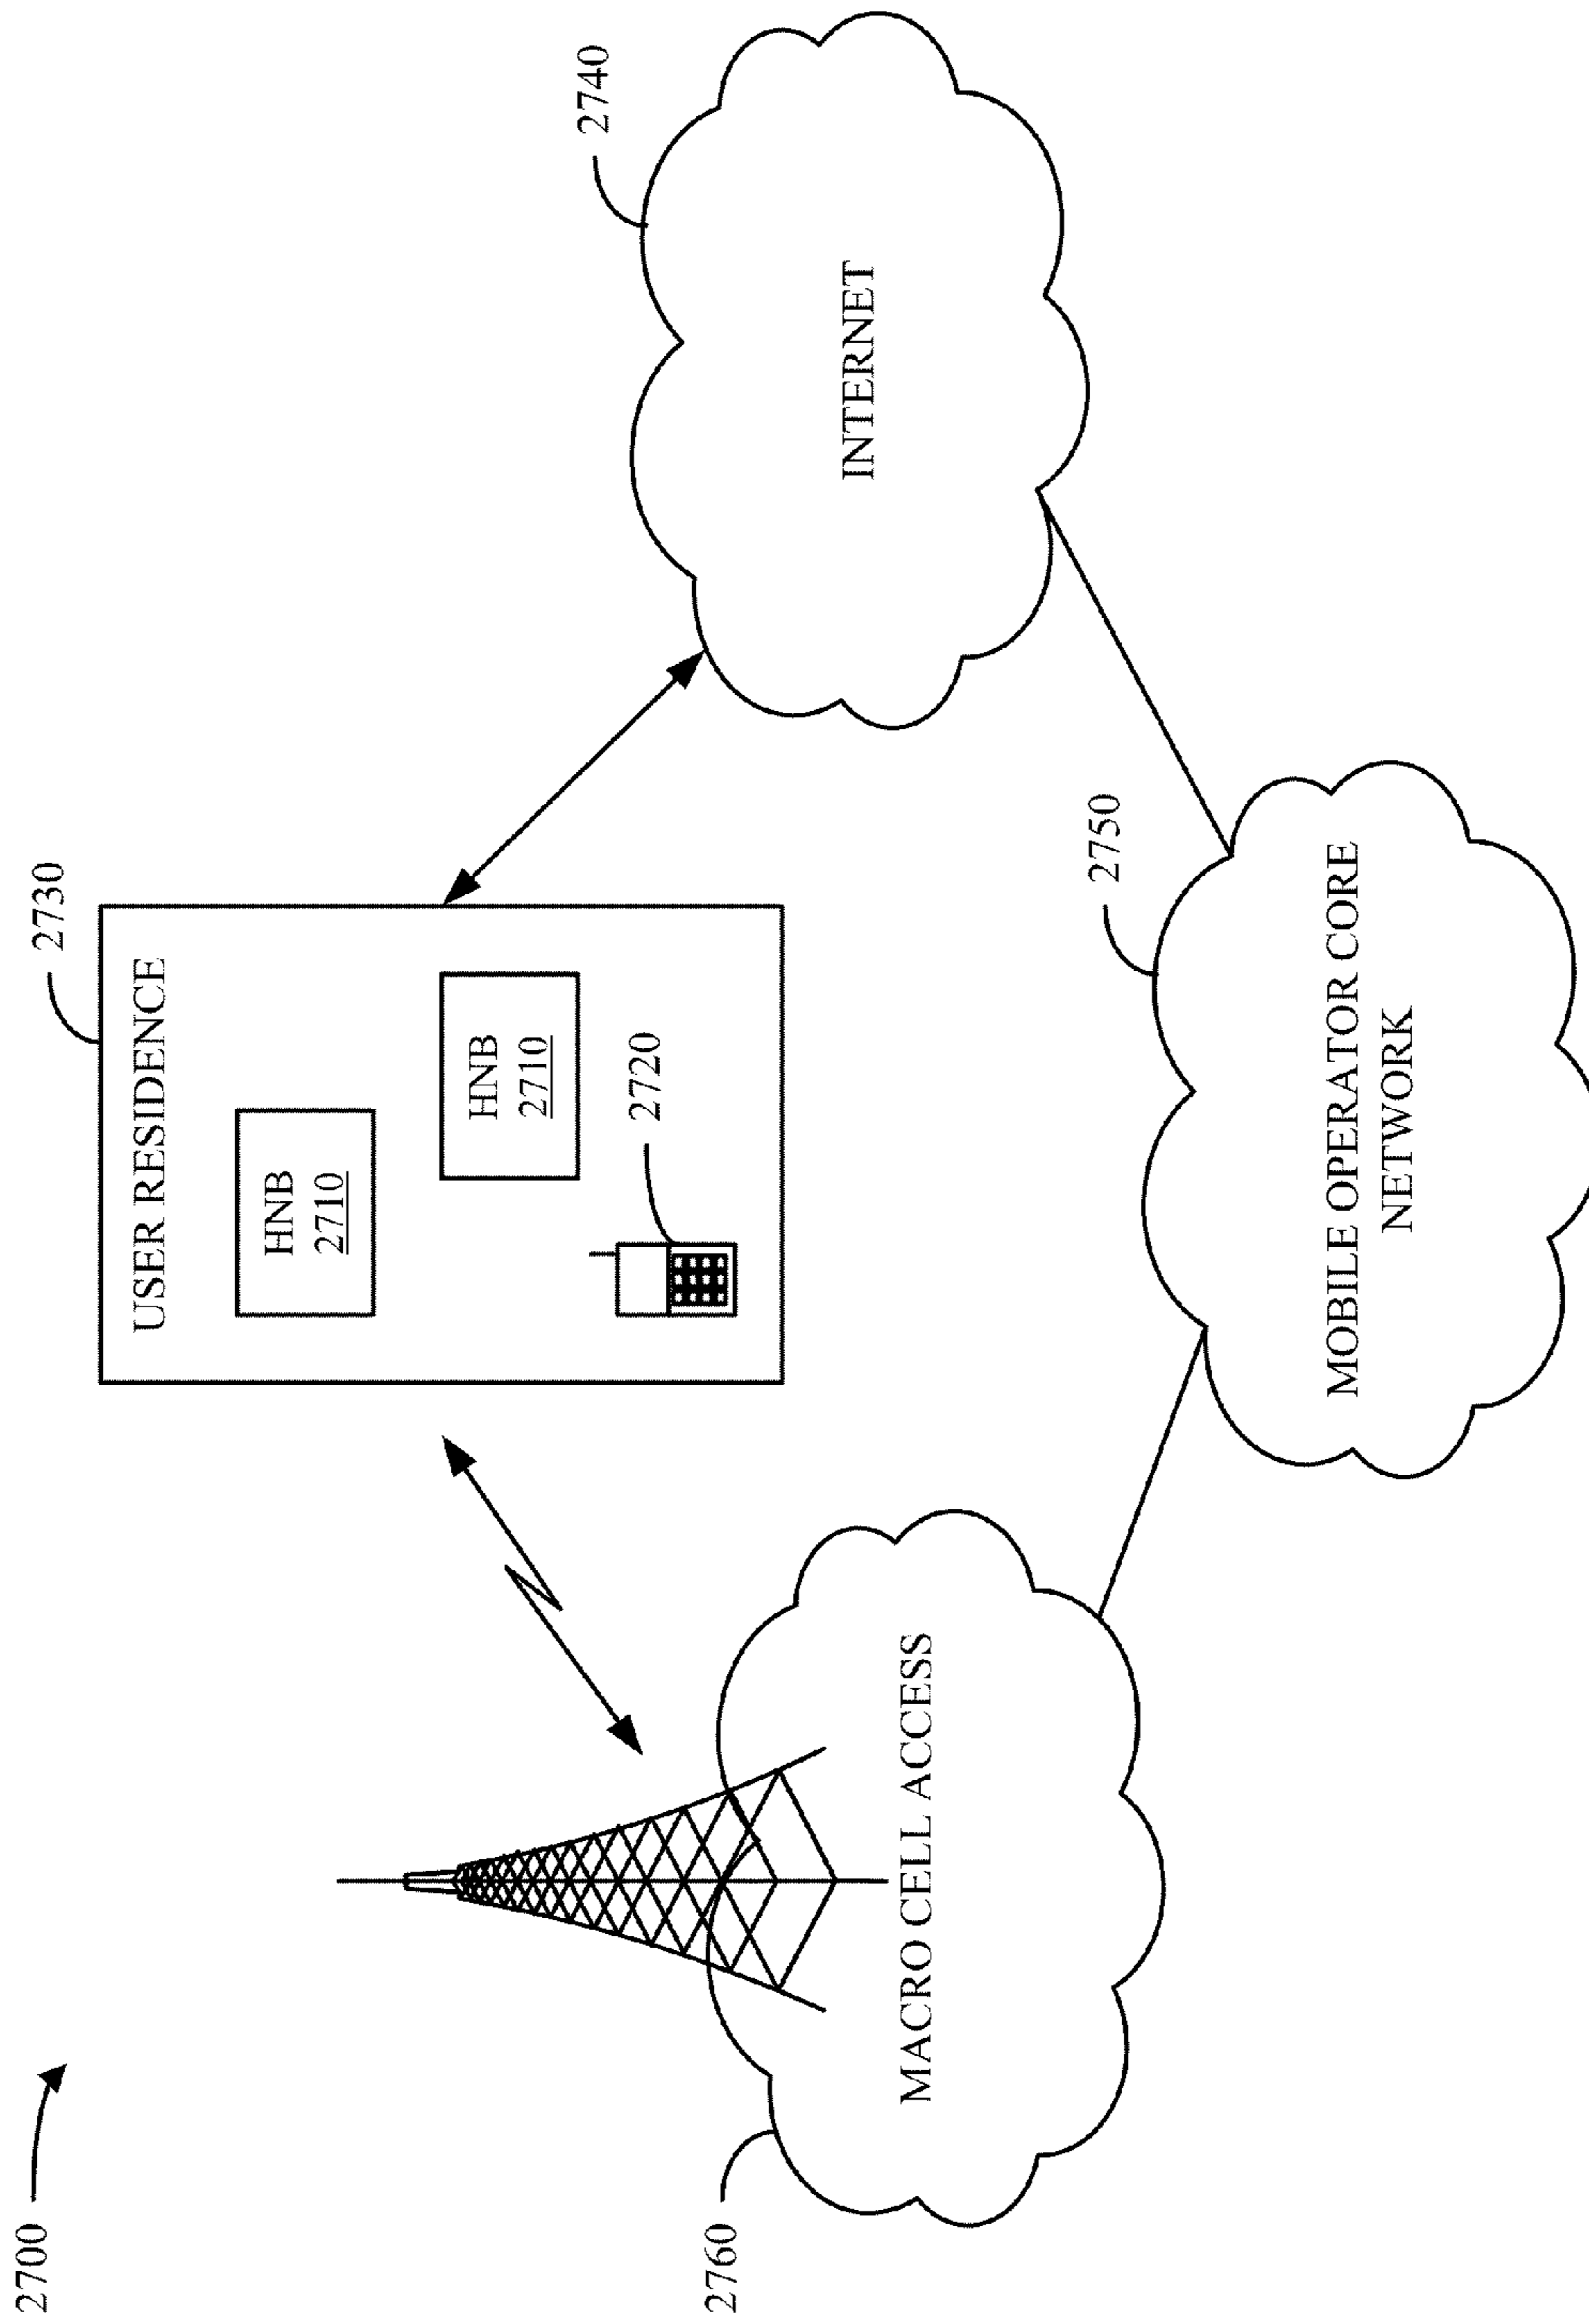 2700
2730
USER RESIDENCE
HNB
2710
HNB
2710
2720
2740
INTERNET
2760
MACRO CELL ACCESS
2750
MOBILE OPERATOR CORE
NETWORK